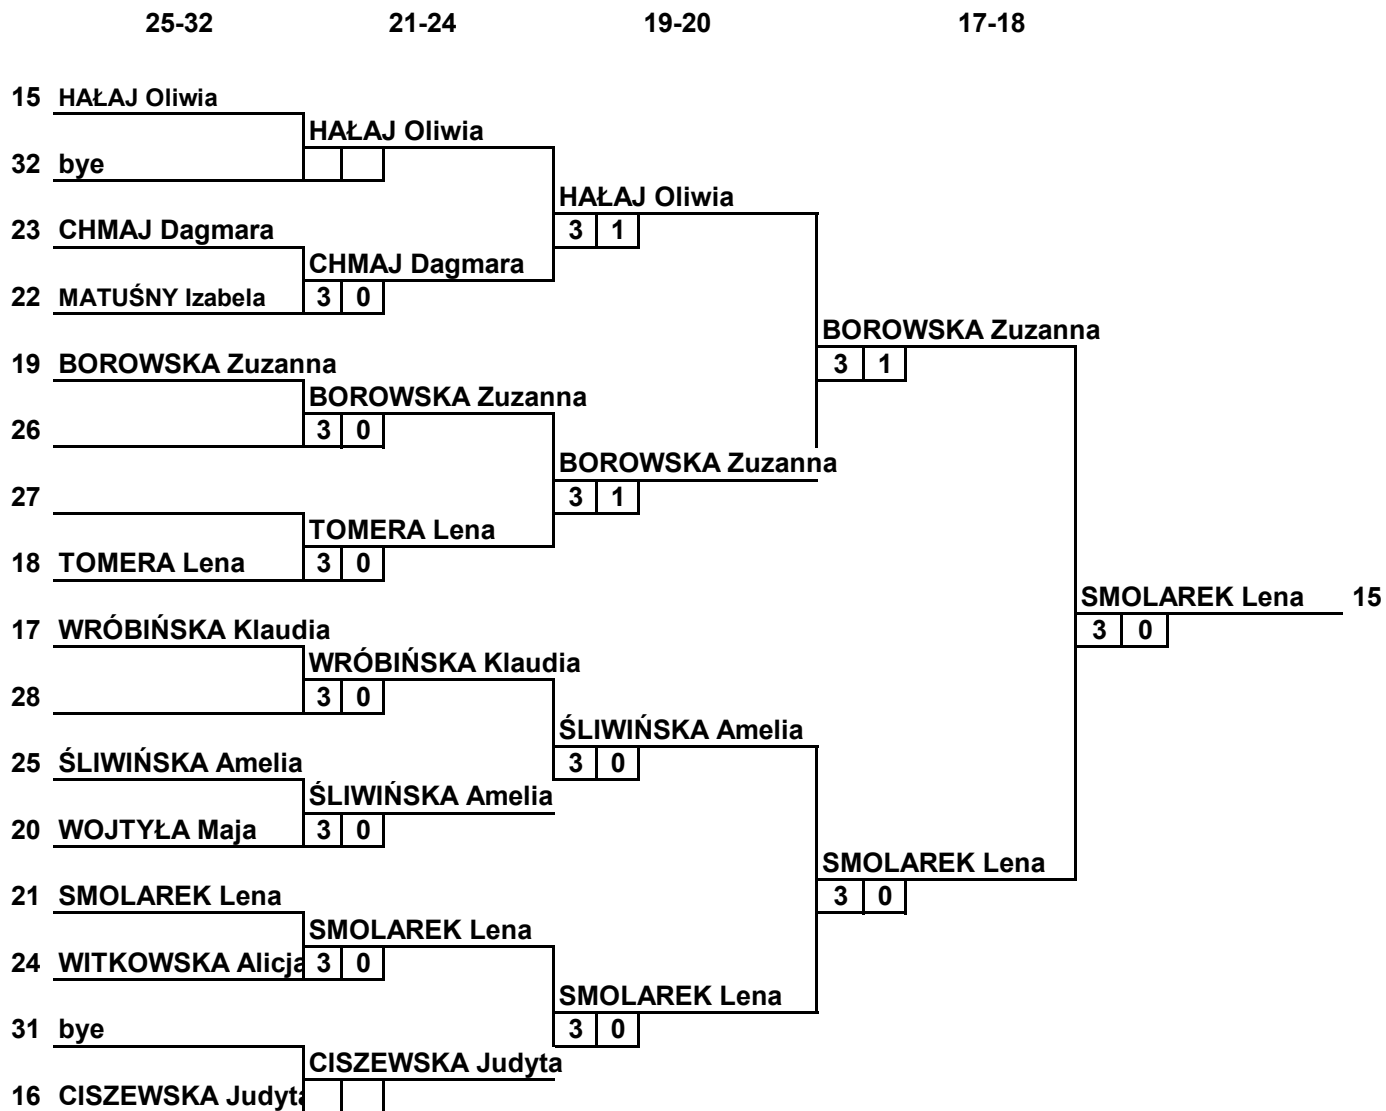 25-32 21-24 19-20 17-18
15 HAŁAJ Oliwia
HAŁAJ Oliwia
32 bye
HAŁAJ Oliwia
23 CHMAJ Dagmara 3 1
CHMAJ Dagmara
22 MATUŚNY Izabela 3 0
BOROWSKA Zuzanna
19 BOROWSKA Zuzanna 3 1
BOROWSKA Zuzanna
26 3 0
BOROWSKA Zuzanna
27 3 1
TOMERA Lena
18 TOMERA Lena 3 0
SMOLAREK Lena 15
17 WRÓBIŃSKA Klaudia 3 0
WRÓBIŃSKA Klaudia
28 3 0
ŚLIWIŃSKA Amelia
25 ŚLIWIŃSKA Amelia 3 0
ŚLIWIŃSKA Amelia
20 WOJTYŁA Maja 3 0
SMOLAREK Lena
21 SMOLAREK Lena 3 0
SMOLAREK Lena
24 WITKOWSKA Alicja 3 0
SMOLAREK Lena
31 bye 3 0
CISZEWSKA Judyta
16 CISZEWSKA Judyta